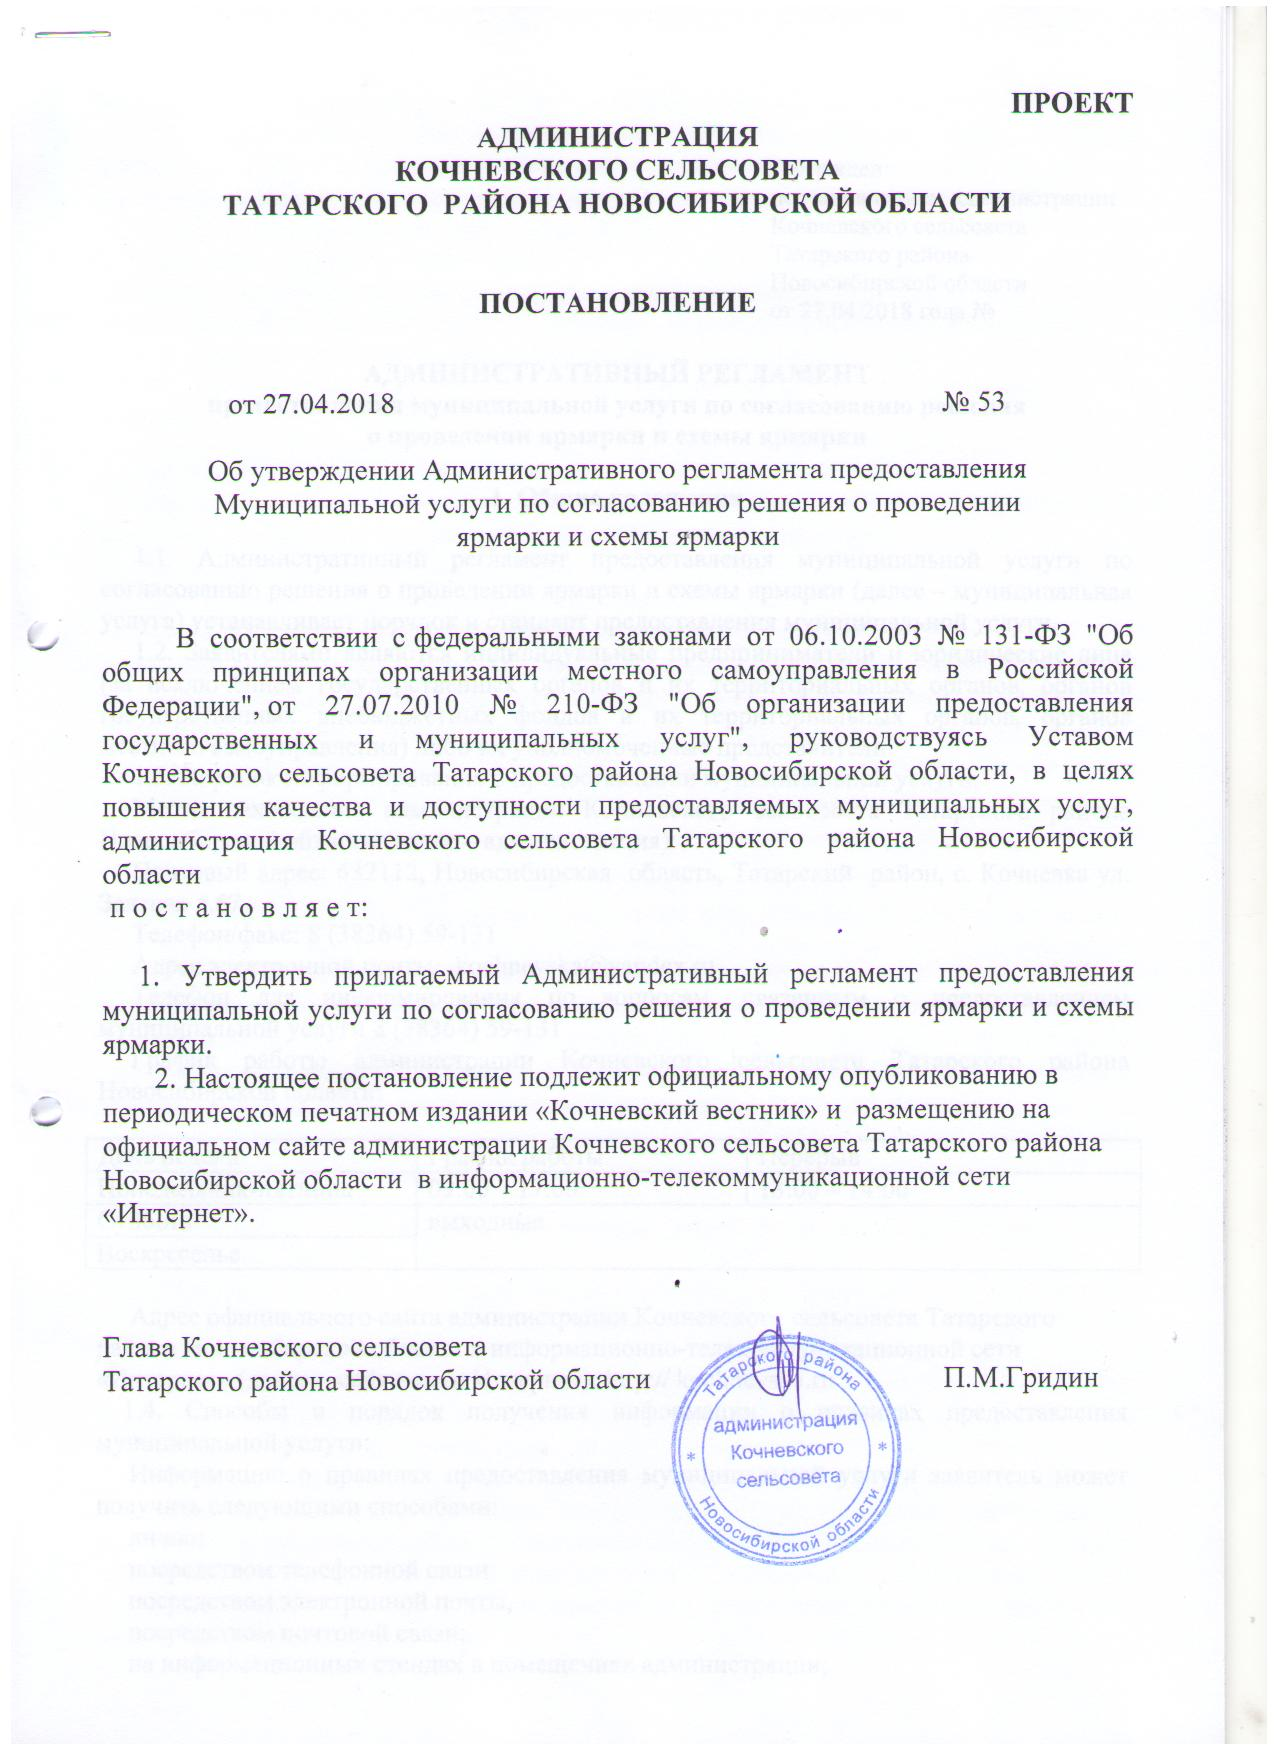 ПРОЕКТ
АДМИНИСТРАЦИЯ
КОЧНЕВСКОГО СЕЛЬСОВЕТА
ТАТАРСКОГО РАЙОНА НОВОСИБИРСКОЙ ОБЛАСТИ
ПОСТАНОВЛЕНИЕ
от 27.04.2018 № 53
Об утверждении Административного регламента предоставления
Муниципальной услуги по согласованию решения о проведении
ярмарки и схемы ярмарки
В соответствии с федеральными законами от 06.10.2003 № 131-ФЗ "Об
общих принципах организации местного самоуправления в Российской
Федерации", от 27.07.2010 № 210-ФЗ "Об организации предоставления
государственных и муниципальных услуг", руководствуясь Уставом
Кочневского сельсовета Татарского района Новосибирской области, в целях
повышения качества и доступности предоставляемых муниципальных услуг,
администрация Кочневского сельсовета Татарского района Новосибирской
области
п о с т а н о в л я е т:
1. Утвердить прилагаемый Административный регламент предоставления
муниципальной услуги по согласованию решения о проведении ярмарки и схемы
ярмарки.
2. Настоящее постановление подлежит официальному опубликованию в
периодическом печатном издании «Кочневский вестник» и размещению на
официальном сайте администрации Кочневского сельсовета Татарского района
Новосибирской области в информационно-телекоммуникационной сети
«Интернет».
Глава Кочневского сельсовета
Татарского района Новосибирской области П.М.Гридин
Татарского района
администрация
Кочневского
сельсовета
Новосибирской области